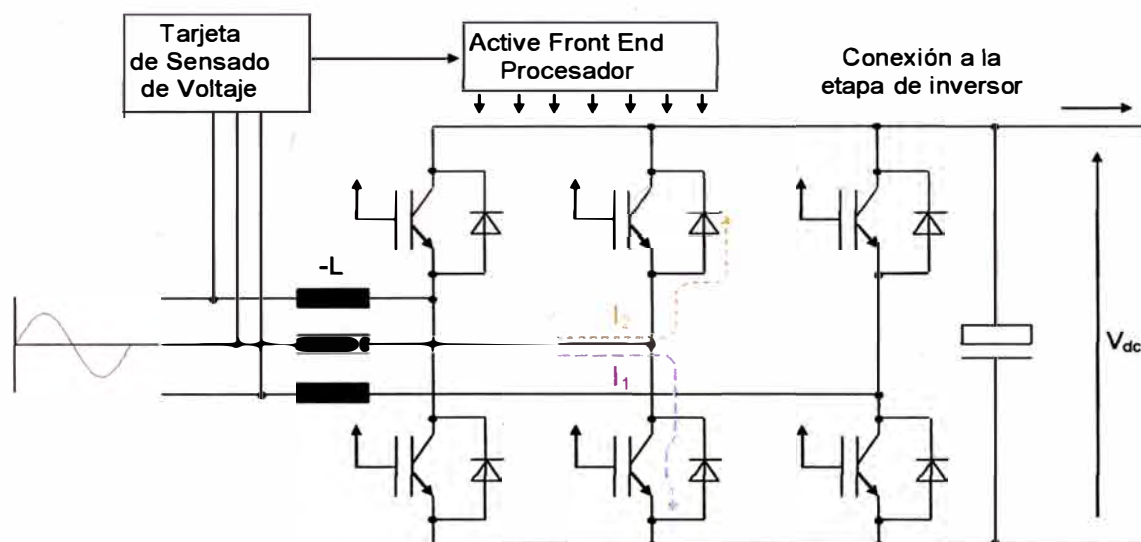 Tarjeta
de Sensado
de Voltaje
Active Front End
Procesador
Conexión a la
etapa de inversor
-L
I2
I1
Vdc